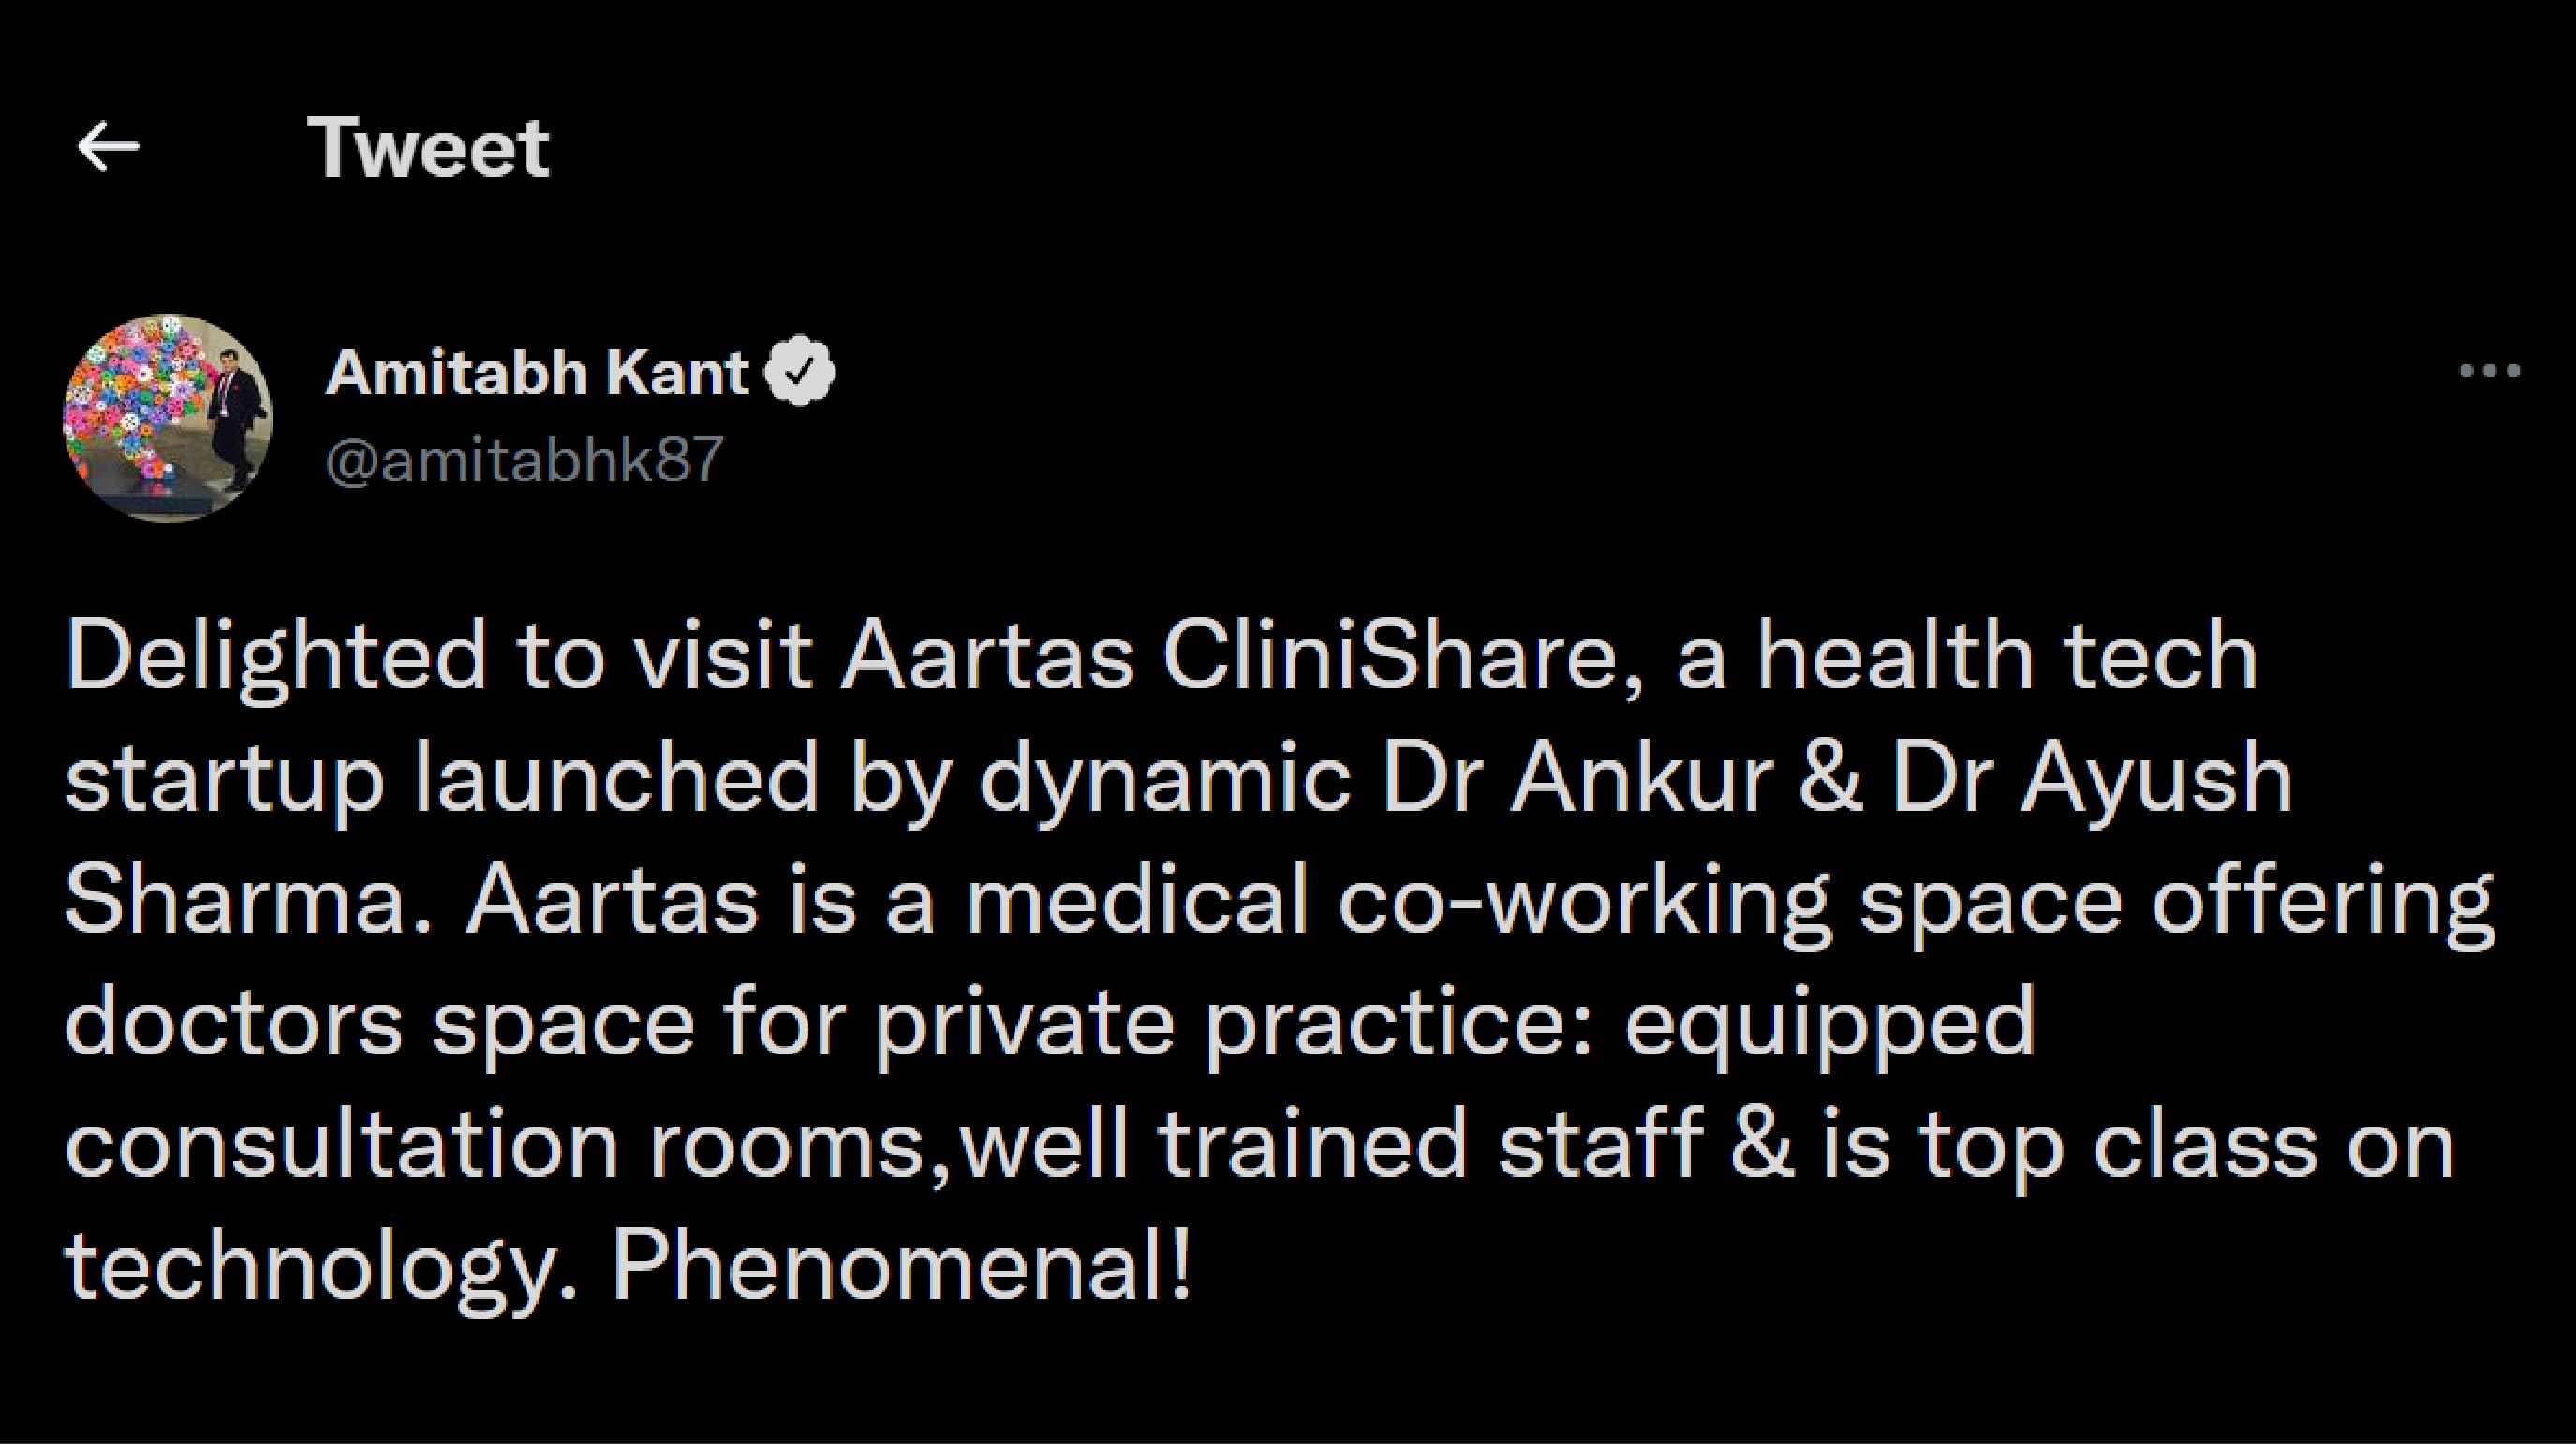 Tweet
Amitabh Kant
@amitabhk87
Delighted to visit Aartas CliniShare, a health tech
startup launched by dynamic Dr Ankur & Dr Ayush
Sharma. Aartas is a medical co-working space offering
doctors space for private practice: equipped
consultation rooms,well trained staff & is top class on
technology. Phenomenal!